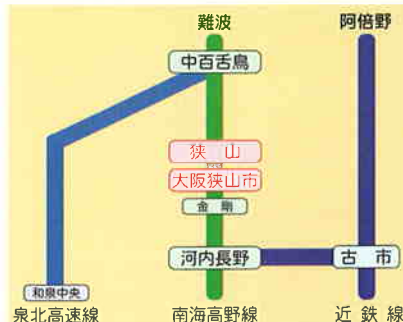 難波
阿倍野
中百舌鳥
狭山
大阪狭山市
金剛
河内長野
古市
和泉中央
泉北高速線
南海高野線
近鉄線